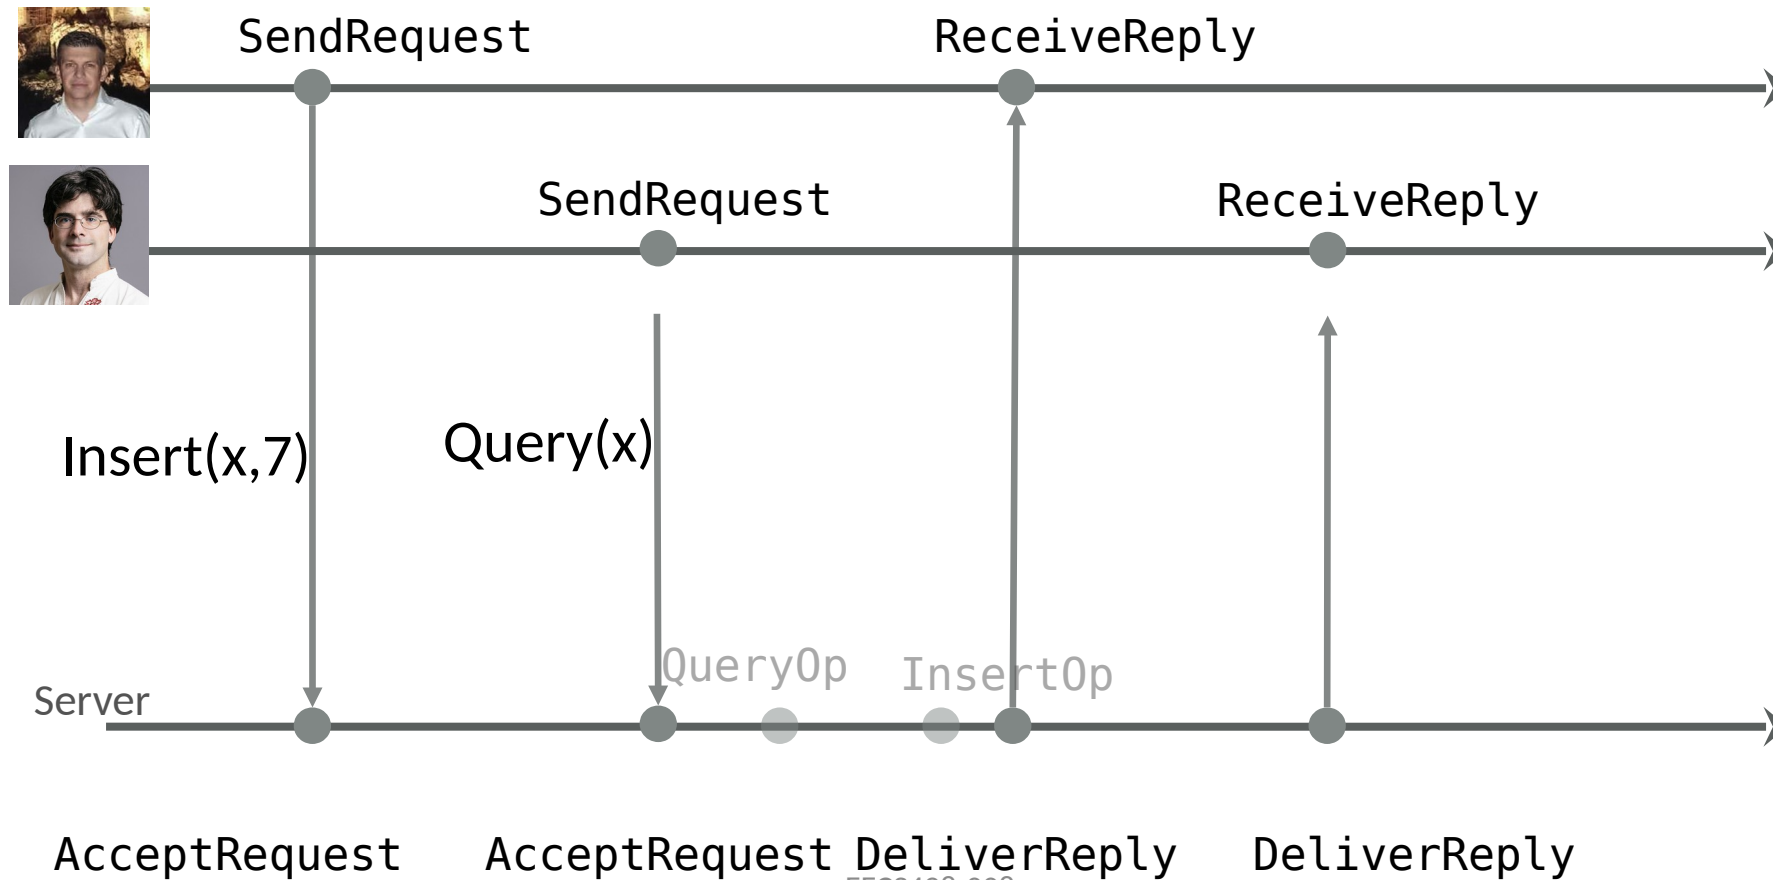 SendRequest
ReceiveReply
SendRequest
ReceiveReply
Insert(x,7)
Query(x)
QueryOp
InsertOp
Server
AcceptRequest
AcceptRequest
DeliverReply
DeliverReply